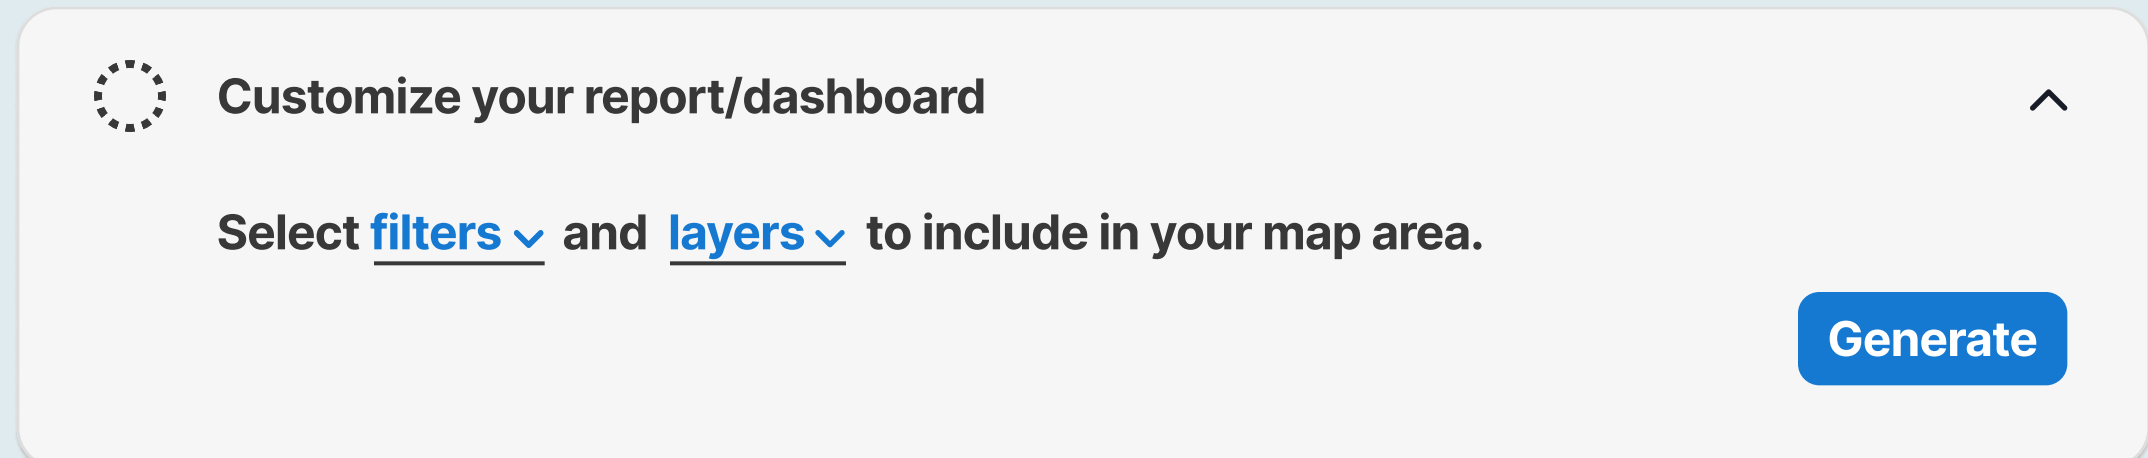 Customize your report/dashboard
Select filters and layers to include in your map area.
Generate